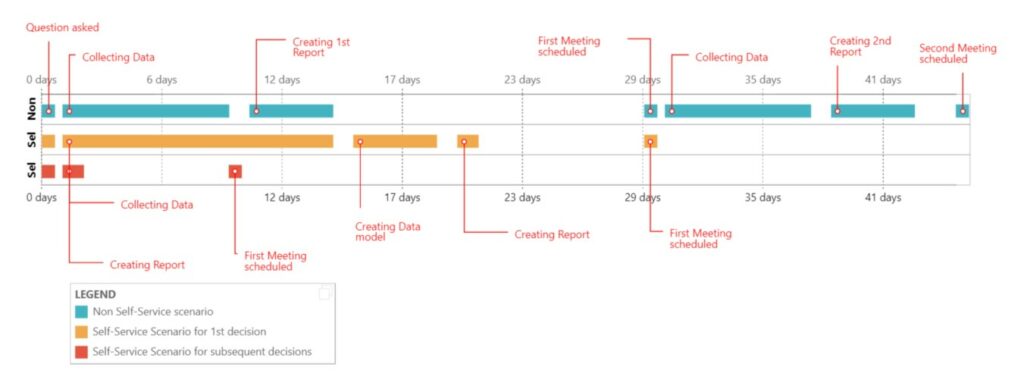 Question asked
Collecting Data
Creating 1st
Report
First Meeting
scheduled
Collecting Data
Creating 2nd
Report
Second Meeting
scheduled
0 days 6 days 12 days 17 days 23 days 29 days 35 days 41 days
Non
Sel
Sel
0 days 12 days 17 days 23 days 29 days 35 days 41 days
Collecting Data
Creating Report
First Meeting
scheduled
Creating Data
model
Creating Report
First Meeting
scheduled
LEGEND
Non Self-Service scenario
Self-Service Scenario for 1st decision
Self-Service Scenario for subsequent decisions